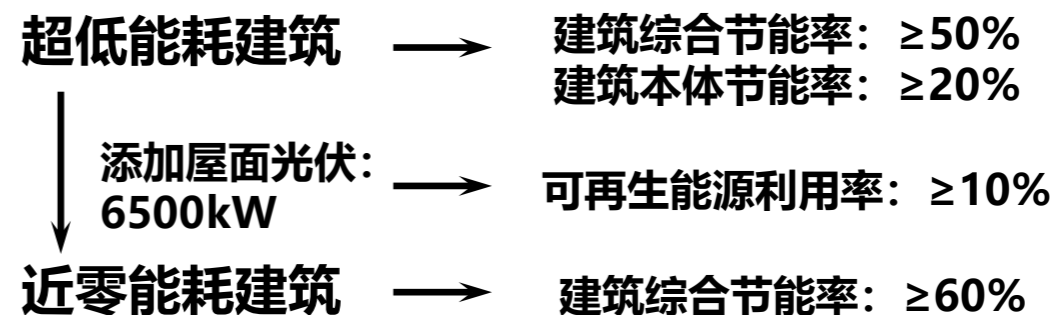 超低能耗建筑
建筑综合节能率：≥50%
建筑本体节能率：≥20%
添加屋面光伏：
6500kW
可再生能源利用率：≥10%
近零能耗建筑
建筑综合节能率：≥60%